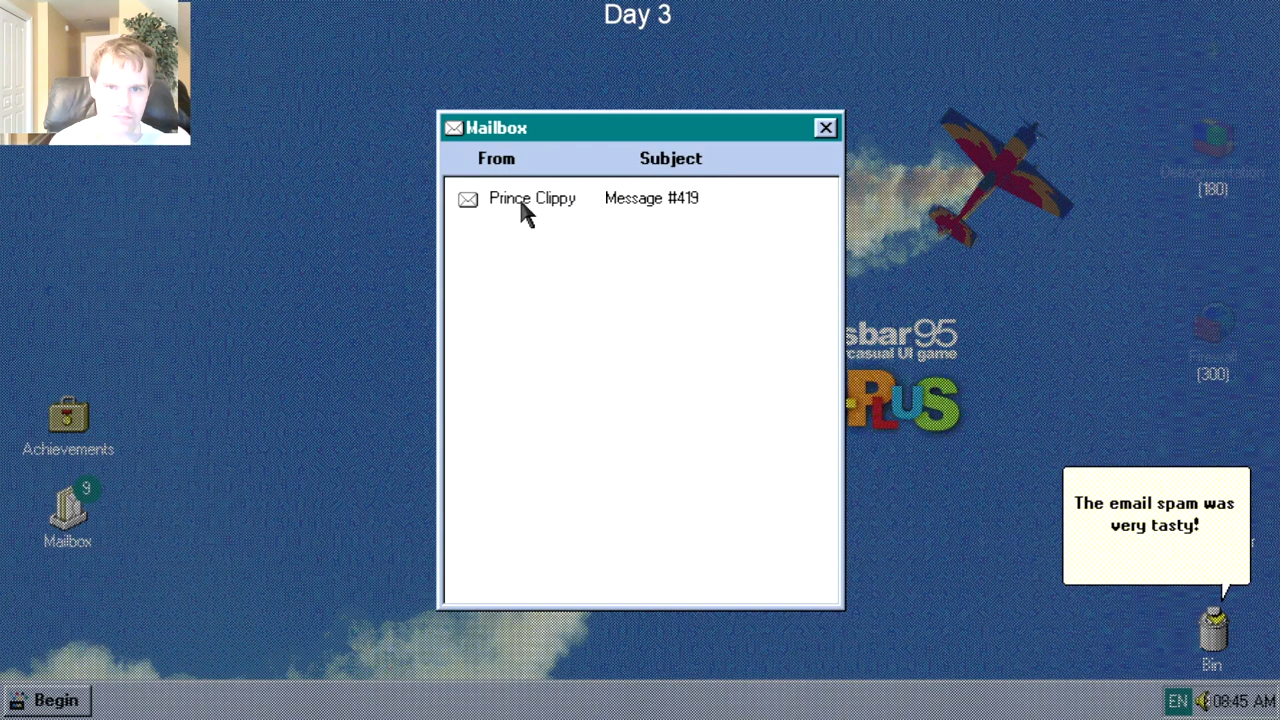 Day 3
Mailbox
From Subject
Prince Clippy Message #419
(180)
sbar95
casual UI game
PLUS
Firewall
(300)
Achievements
9
Mailbox
The email spam was
very tasty!
Bin
Begin
EN 08:45 AM